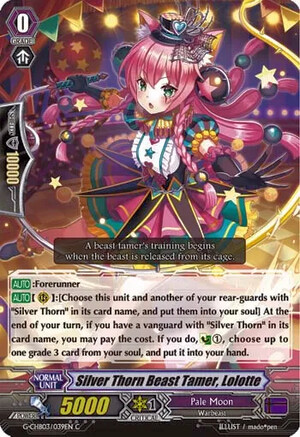 GRADE
0
10000
A beast tamer's training begins
when the beast is released from its cage.
AUTO:Forerunner
AUTO[ ]:[Choose this unit and another of your rear-guards with
"Silver Thorn" in its card name, and put them into your soul] At the
end of your turn, if you have a vanguard with "Silver Thorn" in its
card name, you may pay the cost. If you do, ①, choose up to
one grade 3 card from your soul, and put it into your hand.
NORMAL
UNIT
Silver Thorn Beast Tamer, Lolotte
POWER
5000
1
CRITICAL
Pale Moon
Warbeast
G-CHB03/039EN C
ILLUST / mado*pen